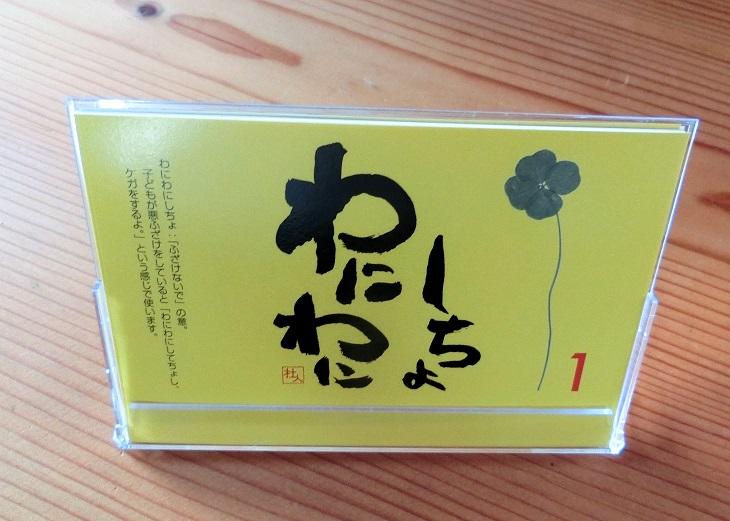 わにわに
しちょ
1
わにわにしちょ:「ふざけないで」の意。
子どもが悪ふざけをしていると「わにわにしてちょし、
ケガをするよ。」という感じで使います。